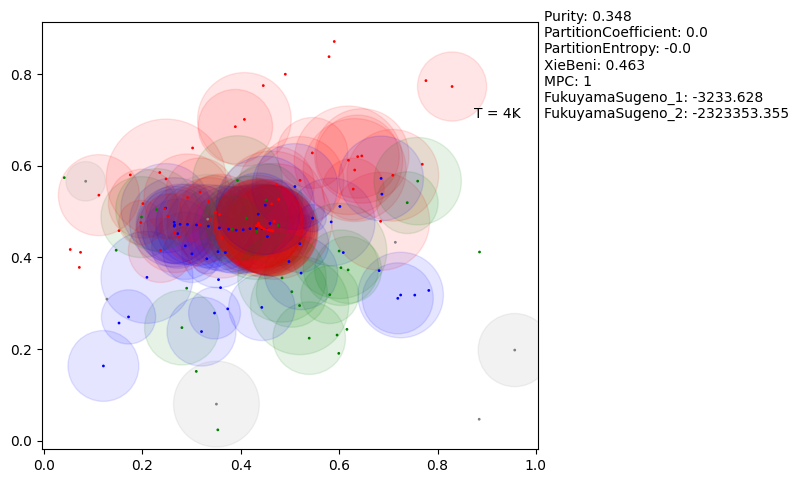 Purity: 0.348
PartitionCoefficient: 0.0
PartitionEntropy: -0.0
XieBeni: 0.463
MPC: 1
FukuyamaSugeno_1: -3233.628
FukuyamaSugeno_2: -2323353.355
T = 4K
0.8
0.6
0.4
0.2
0.0
0.0 0.2 0.4 0.6 0.8 1.0